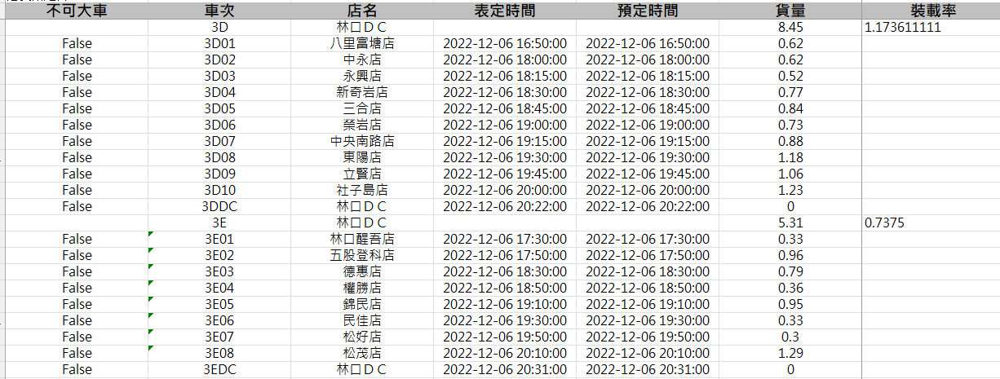 不可大車 車次 店名 表定時間 預定時間 貨量 裝載率
3D 林口ＤＣ 8.45 1.173611111
False 3D01 八里富塘店 2022-12-06 16:50:00 2022-12-06 16:50:00 0.62
False 3D02 中永店 2022-12-06 18:00:00 2022-12-06 18:00:00 0.62
False 3D03 永興店 2022-12-06 18:15:00 2022-12-06 18:15:00 0.52
False 3D04 新奇岩店 2022-12-06 18:30:00 2022-12-06 18:30:00 0.77
False 3D05 三合店 2022-12-06 18:45:00 2022-12-06 18:45:00 0.84
False 3D06 榮岩店 2022-12-06 19:00:00 2022-12-06 19:00:00 0.73
False 3D07 中央南路店 2022-12-06 19:15:00 2022-12-06 19:15:00 0.88
False 3D08 東陽店 2022-12-06 19:30:00 2022-12-06 19:30:00 1.18
False 3D09 立賢店 2022-12-06 19:45:00 2022-12-06 19:45:00 1.06
False 3D10 社子島店 2022-12-06 20:00:00 2022-12-06 20:00:00 1.23
False 3DDC 林口ＤＣ 2022-12-06 20:22:00 2022-12-06 20:22:00 0
3E 林口ＤＣ 5.31 0.7375
False 3E01 林口醒吾店 2022-12-06 17:30:00 2022-12-06 17:30:00 0.33
False 3E02 五股登科店 2022-12-06 17:50:00 2022-12-06 17:50:00 0.96
False 3E03 德惠店 2022-12-06 18:30:00 2022-12-06 18:30:00 0.79
False 3E04 權勝店 2022-12-06 18:50:00 2022-12-06 18:50:00 0.36
False 3E05 錦民店 2022-12-06 19:10:00 2022-12-06 19:10:00 0.95
False 3E06 民佳店 2022-12-06 19:30:00 2022-12-06 19:30:00 0.33
False 3E07 松好店 2022-12-06 19:50:00 2022-12-06 19:50:00 0.3
False 3E08 松茂店 2022-12-06 20:10:00 2022-12-06 20:10:00 1.29
False 3EDC 林口ＤＣ 2022-12-06 20:31:00 2022-12-06 20:31:00 0